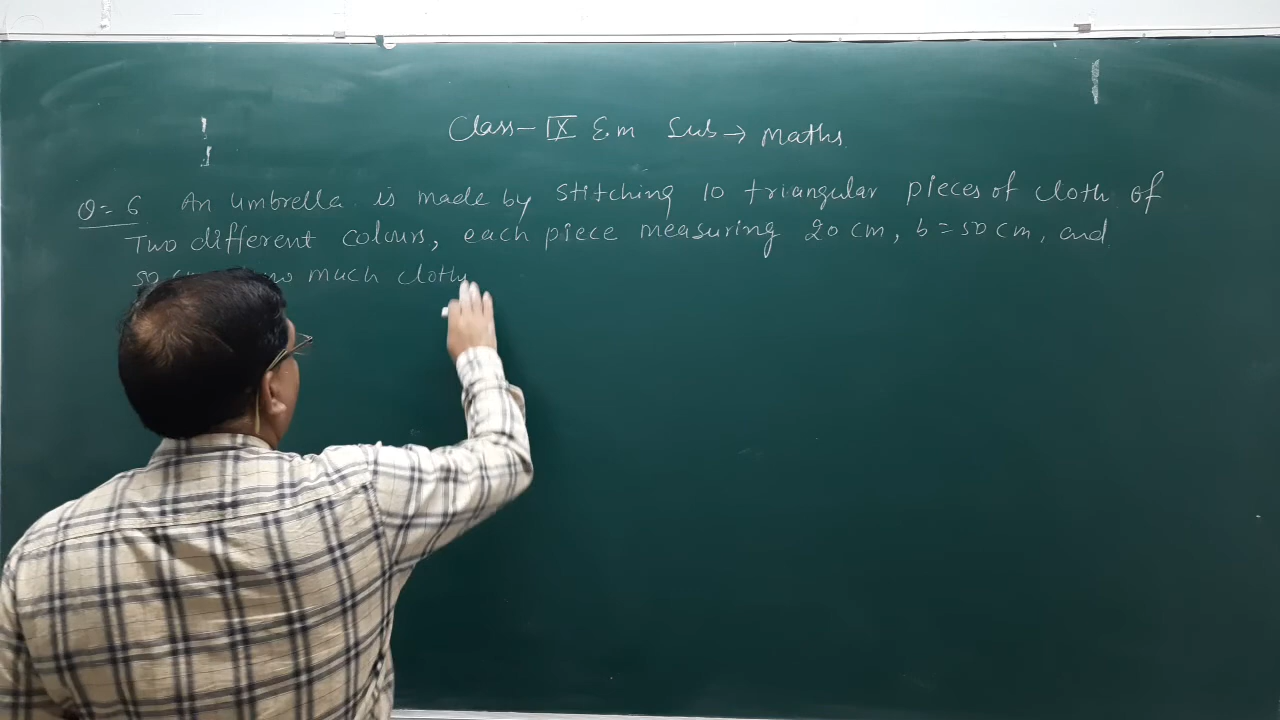 Class- IX E.m Sub → Maths
Q= 6 An umbrella is made by stitching 10 triangular pieces of cloth of
Two different colours, each piece measuring 20 cm, b = 50 cm, and
50 much cloth